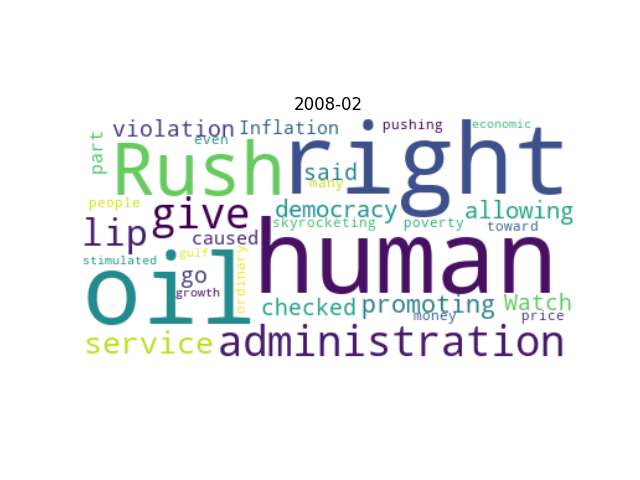 2008-02
violation Inflation pushing economic
part even
Rush right
said
many
people
give democracy allowing
lip caused skyrocketing poverty toward
human
stimulated gulf
oil go ordinary
growth
checked promoting Watch
money price
service administration